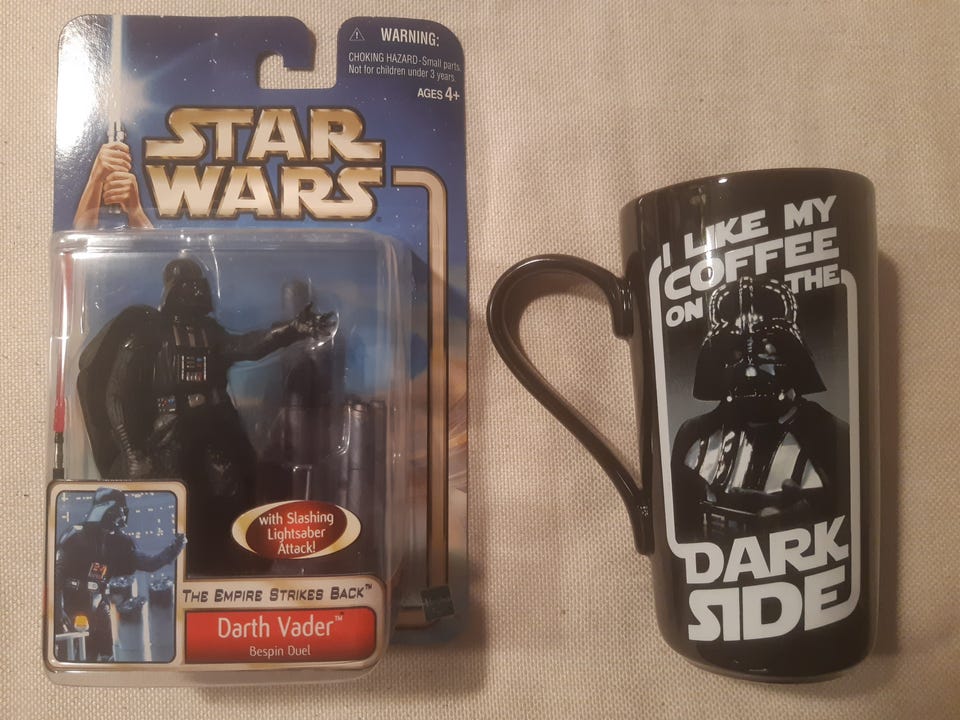 WARNING:
CHOKING HAZARD-Small parts.
Not for children under 3 years.
AGES 4+
STAR
WARS
with Slashing
Lightsaber
Attack!
THE EMPIRE STRIKES BACK™
Darth Vader™
Bespin Duel
I LIKE MY
COFFEE
ON THE
DARK
SIDE